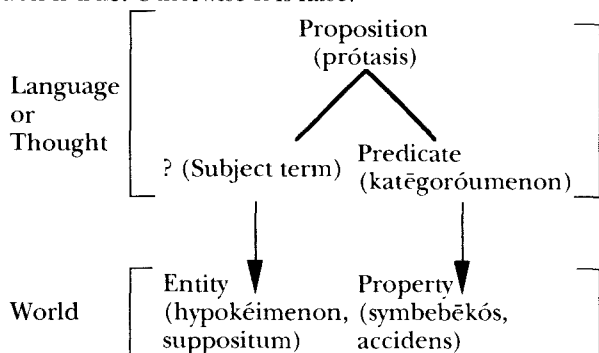 is true. Otherwise it is false.
Proposition
(prótasis)
Language
or
Thought
? (Subject term)
Predicate
(katēgoróumenon)
World
Entity
(hypokéimenon,
suppositum)
Property
(symbebēkós,
accidens)